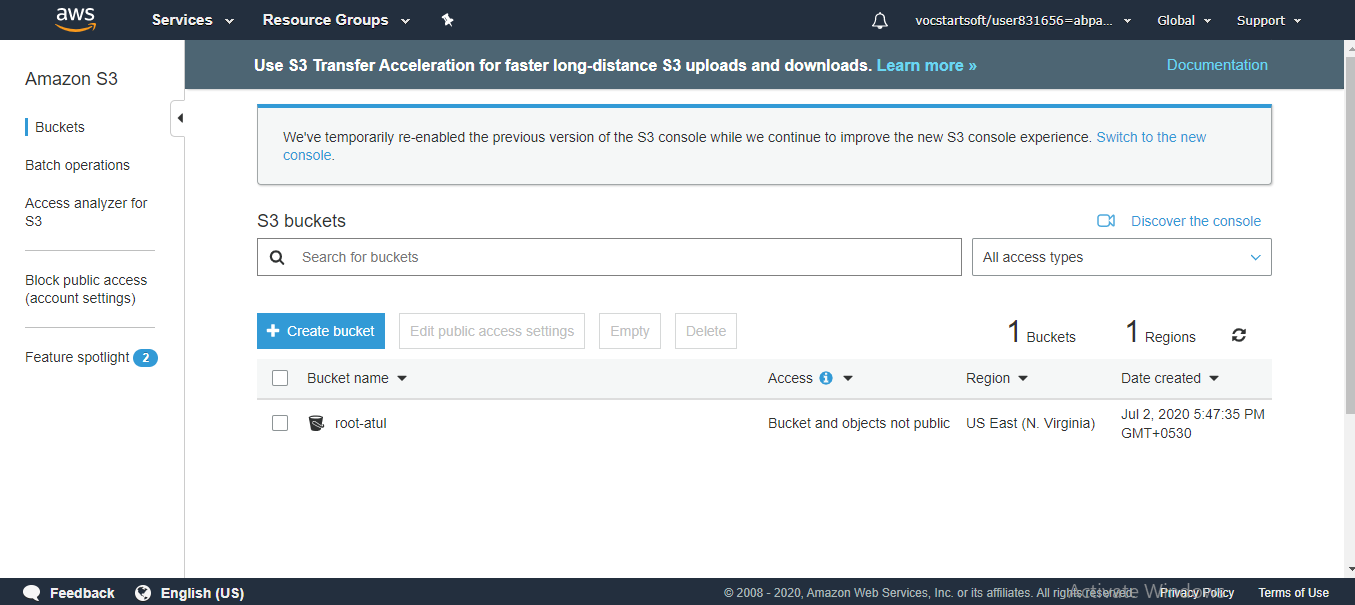 aws Services Resource Groups vocstartsoft/user831656=abpa... Global Support
Amazon S3
Buckets
Batch operations
Access analyzer for
S3
Block public access
(account settings)
Feature spotlight 2
Use S3 Transfer Acceleration for faster long-distance S3 uploads and downloads. Learn more » Documentation
We've temporarily re-enabled the previous version of the S3 console while we continue to improve the new S3 console experience. Switch to the new
console.
S3 buckets Discover the console
Search for buckets All access types
+ Create bucket Edit public access settings Empty Delete 1 Buckets 1 Regions
Bucket name Access i Region Date created
root-atul Bucket and objects not public US East (N. Virginia) Jul 2, 2020 5:47:35 PM
GMT+0530
Feedback English (US) © 2008 - 2020, Amazon Web Services, Inc. or its affiliates. All rights reserved. Privacy Policy Terms of Use
Activate Windows